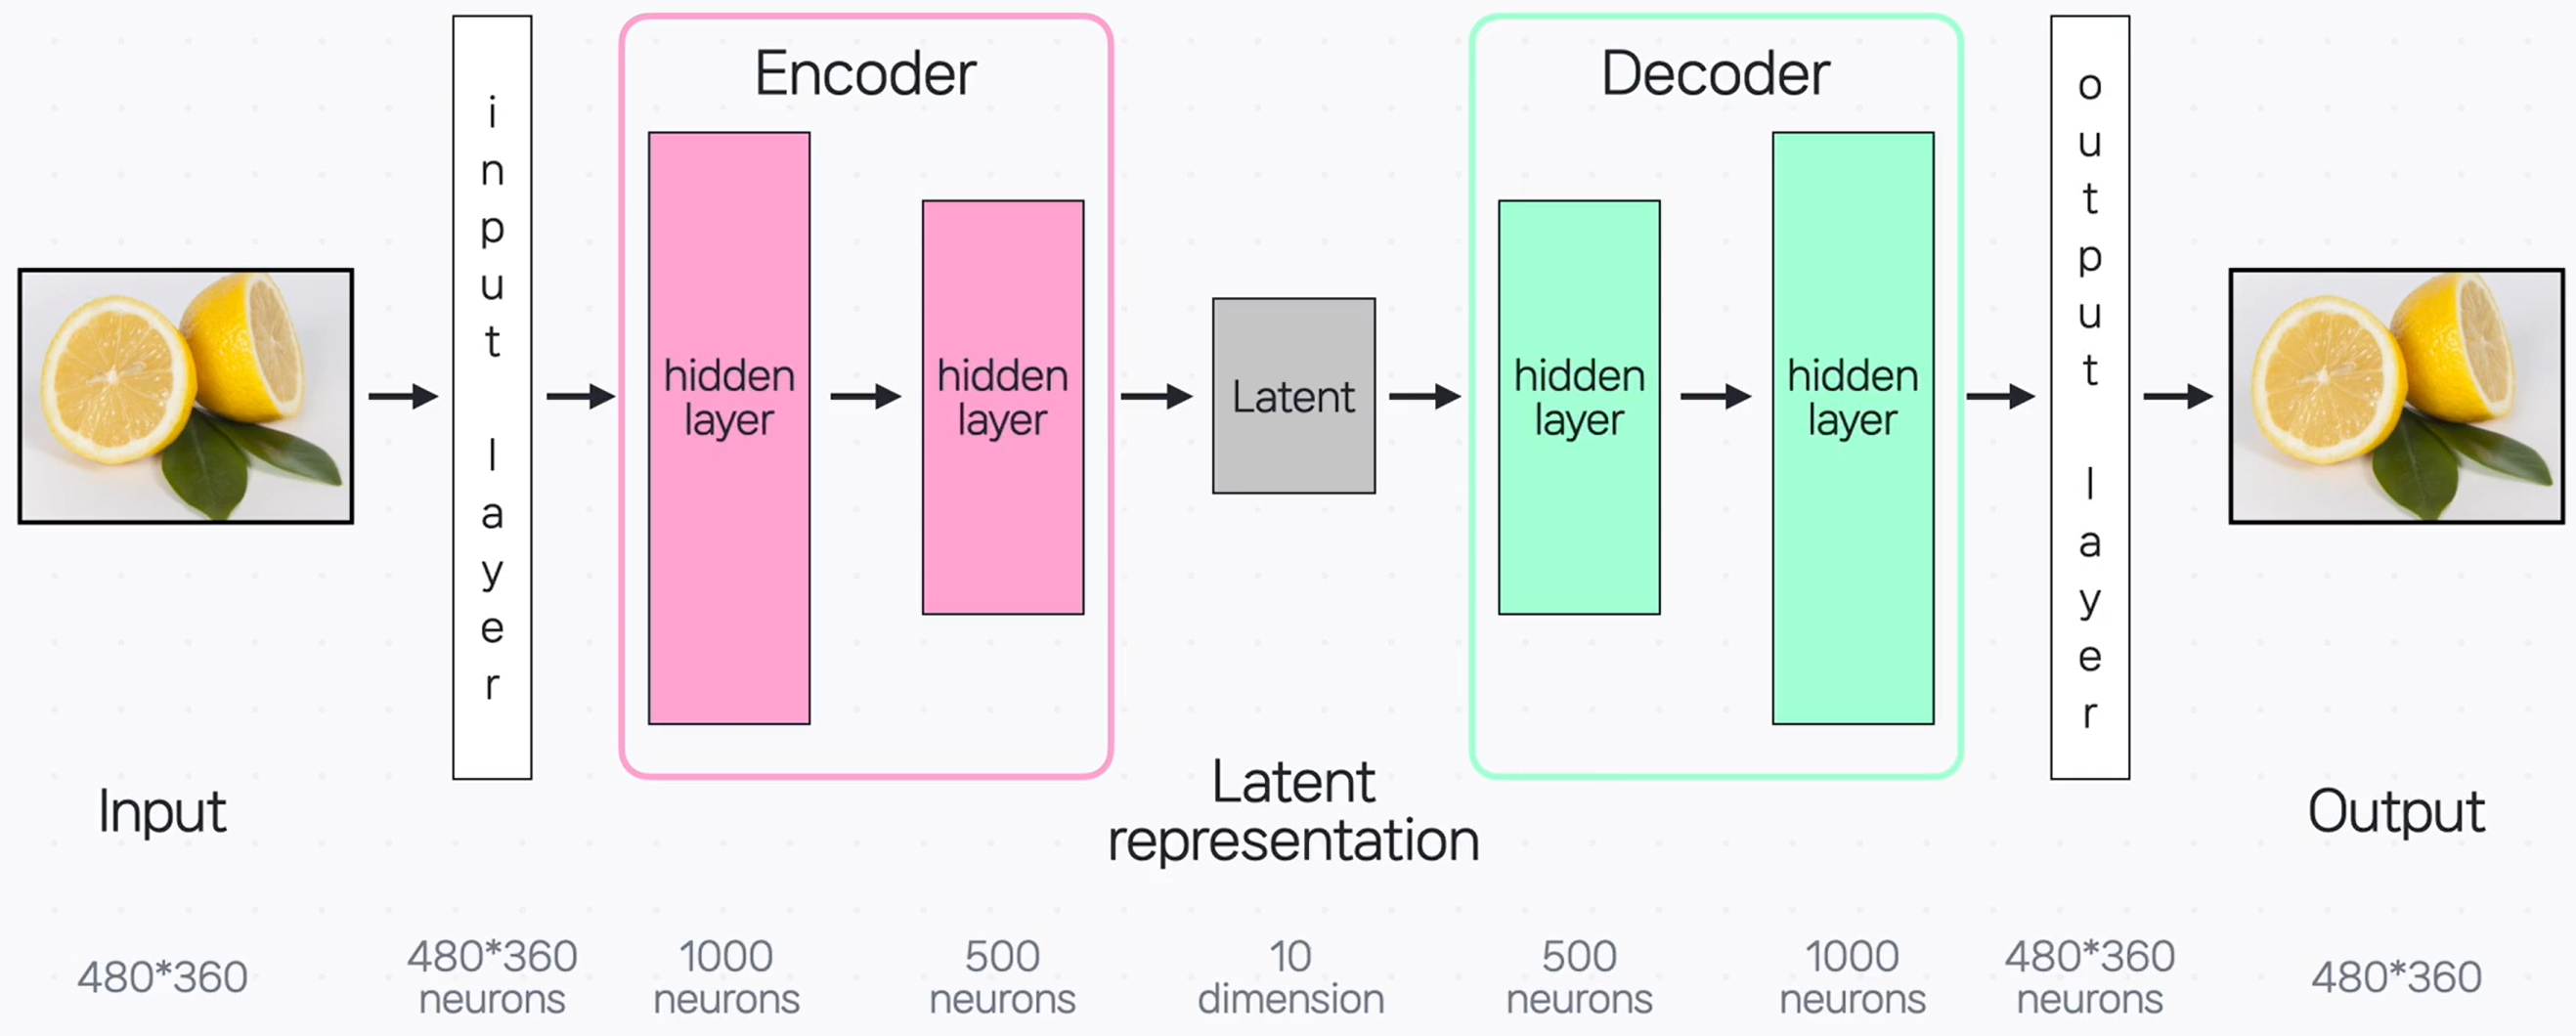 Encoder
Decoder
input layer
hidden
layer
hidden
layer
Latent
hidden
layer
hidden
layer
output layer
Input
Latent
representation
Output
480*360
480*360
neurons
1000
neurons
500
neurons
10
dimension
500
neurons
1000
neurons
480*360
neurons
480*360